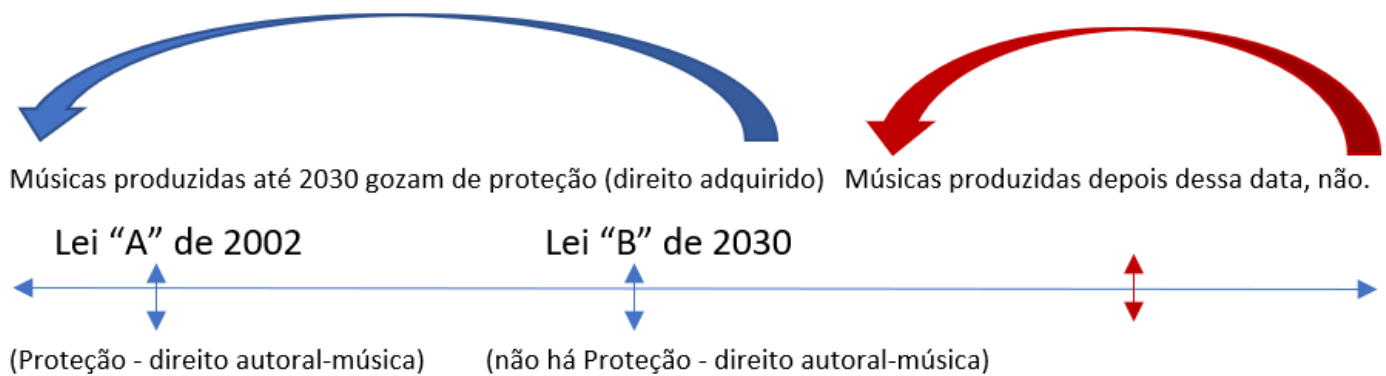 Músicas produzidas até 2030 gozam de proteção (direito adquirido) Músicas produzidas depois dessa data, não.
Lei “A” de 2002 Lei “B” de 2030
(Proteção - direito autoral-música) (não há Proteção - direito autoral-música)